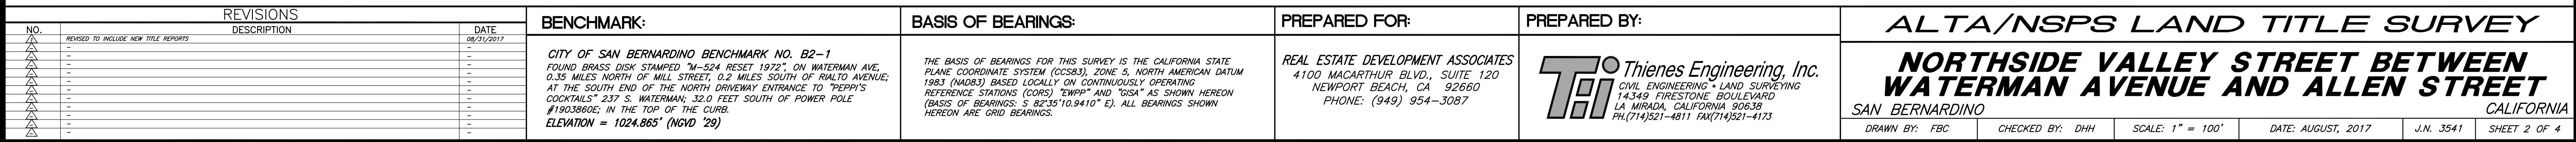 REVISIONS
NO. DESCRIPTION DATE
1 REVISED TO INCLUDE NEW TITLE REPORTS 08/31/2017
- -
- -
- -
- -
- -
- -
- -
- -
- -
- -
- -
BENCHMARK:
CITY OF SAN BERNARDINO BENCHMARK NO. B2-1
FOUND BRASS DISK STAMPED "M-524 RESET 1972", ON WATERMAN AVE,
0.35 MILES NORTH OF MILL STREET, 0.2 MILES SOUTH OF RIALTO AVENUE;
AT THE SOUTH END OF THE NORTH DRIVEWAY ENTRANCE TO "PEPPI'S
COCKTAILS" 237 S. WATERMAN; 32.0 FEET SOUTH OF POWER POLE
#1903860E; IN THE TOP OF THE CURB.
ELEVATION = 1024.865' (NGVD '29)
BASIS OF BEARINGS:
THE BASIS OF BEARINGS FOR THIS SURVEY IS THE CALIFORNIA STATE
PLANE COORDINATE SYSTEM (CCS83), ZONE 5, NORTH AMERICAN DATUM
1983 (NAD83) BASED LOCALLY ON CONTINUOUSLY OPERATING
REFERENCE STATIONS (CORS) "EWPP" AND "GISA" AS SHOWN HEREON
(BASIS OF BEARINGS: S 82°35'10.9410" E). ALL BEARINGS SHOWN
HEREON ARE GRID BEARINGS.
PREPARED FOR:
REAL ESTATE DEVELOPMENT ASSOCIATES
4100 MACARTHUR BLVD., SUITE 120
NEWPORT BEACH, CA 92660
PHONE: (949) 954-3087
PREPARED BY:
TEi
Thienes Engineering, Inc.
CIVIL ENGINEERING • LAND SURVEYING
14349 FIRESTONE BOULEVARD
LA MIRADA, CALIFORNIA 90638
PH.(714)521-4811 FAX(714)521-4173
ALTA/NSPS LAND TITLE SURVEY
NORTHSIDE VALLEY STREET BETWEEN
WATERMAN AVENUE AND ALLEN STREET
SAN BERNARDINO CALIFORNIA
DRAWN BY: FBC CHECKED BY: DHH SCALE: 1" = 100' DATE: AUGUST, 2017 J.N. 3541 SHEET 2 OF 4